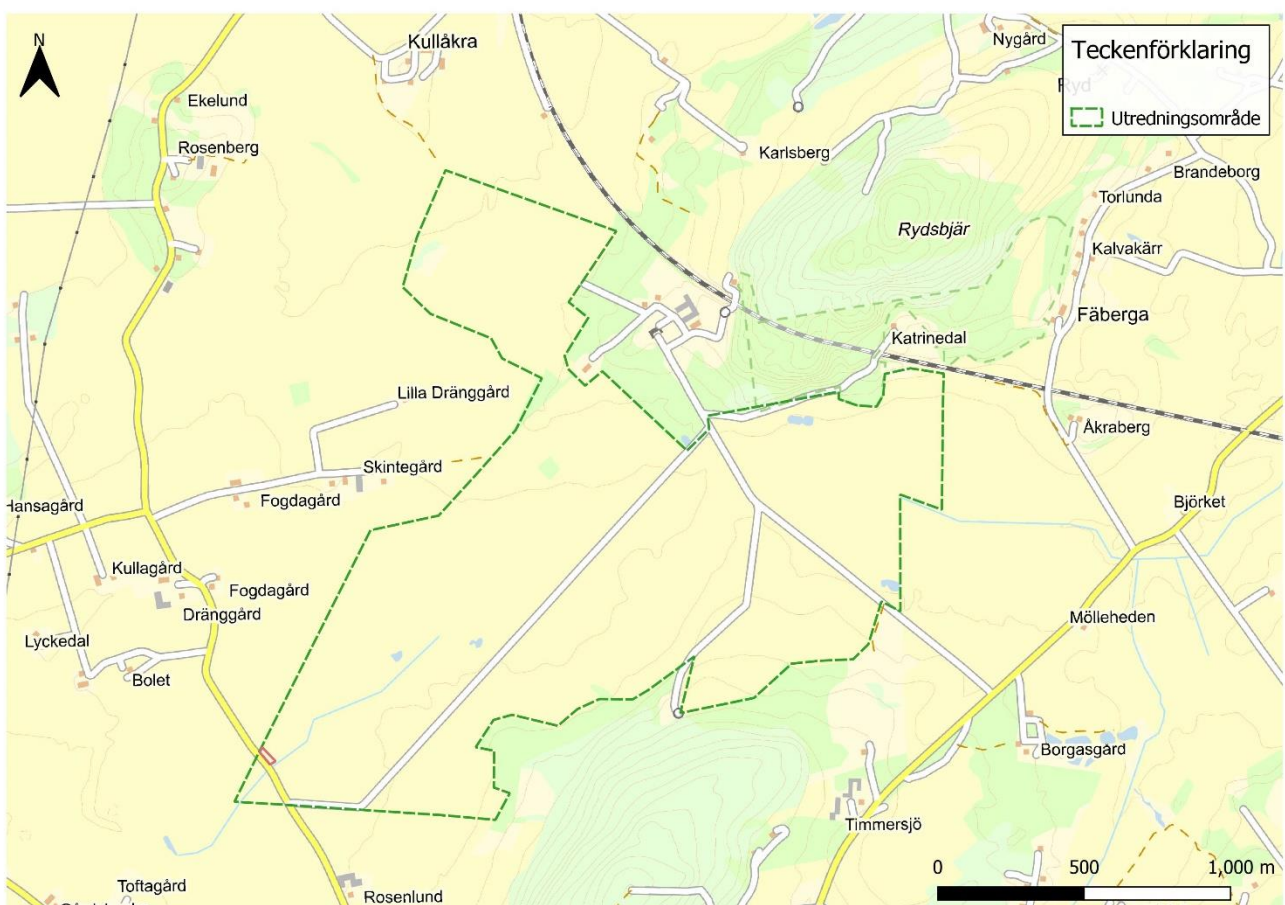 N
Kullåkra
Nygård
Teckenförklaring
Ryd
Utredningsområde
Ekelund
Rosenberg
Karlsberg
Brandeborg
Torlunda
Rydsbjär
Kalvakärr
Fäberga
Katrinedal
Lilla Dränggård
Åkraberg
Skintegård
Fogdagård
Hansagård
Björket
Kullagård
Fogdagård
Dränggård
Mölleheden
Lyckedal
Bolet
Borgasgård
Timmersjö
0 500 1,000 m
Toftagård
Rosenlund